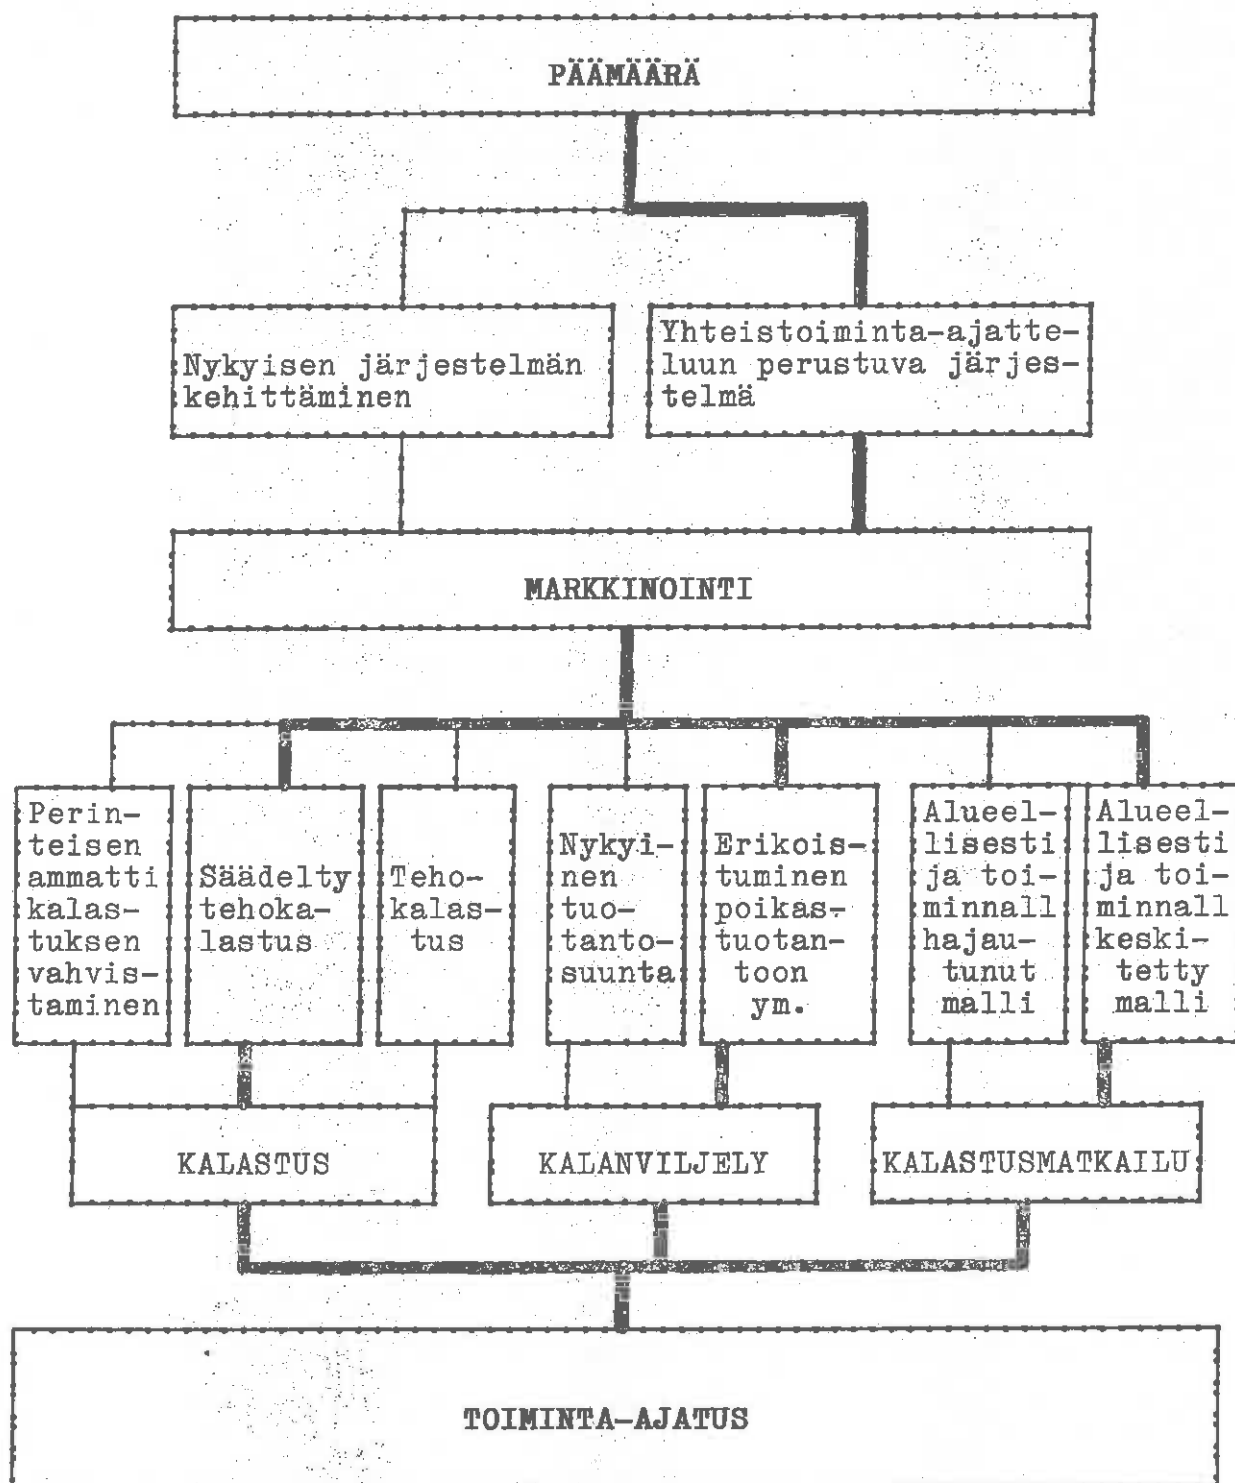 PÄÄMÄÄRÄ
Nykyisen järjestelmän
kehittäminen
Yhteistoiminta-ajatte-
luun perustuva järjes-
telmä
MARKKINOINTI
Perin-
teisen
ammatti
kalas-
tuksen
vahvis-
taminen
Säädelty
tehoka-
lastus
Teho-
kalas-
tus
Nykyi-
nen
tuo-
tanto-
suunta
Erikois-
tuminen
poikas-
tuotan-
toon
ym.
Alueel-
lisesti
ja toi-
minnall
hajau-
tunut
malli
Alueel-
lisesti
ja toi-
minnall
keski-
tetty
malli
KALASTUS
KALANVILJELY
KALASTUSMATKAILU
TOIMINTA-AJATUS